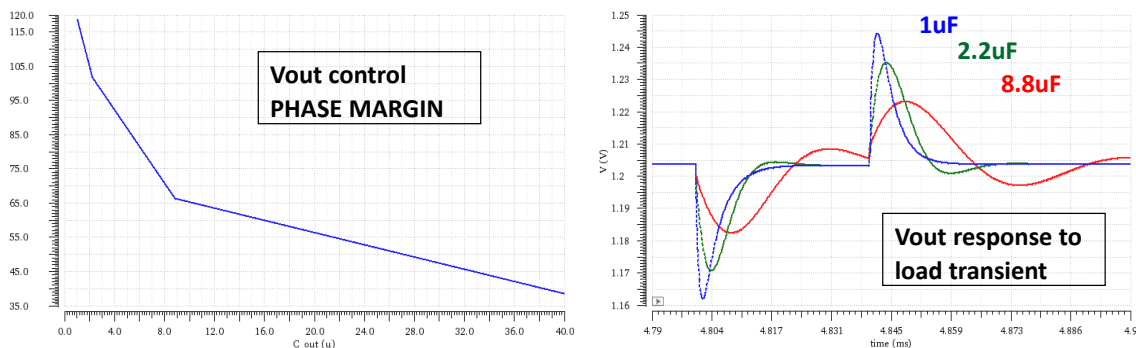 120.0
115.0
105.0
95.0
85.0
75.0
65.0
55.0
45.0
35.0
0.0 4.0 8.0 12.0 16.0 20.0 24.0 28.0 32.0 36.0 40.0
C_out (u)
Vout control
PHASE MARGIN
1.25
1.24
1.23
1.22
1.21
1.2
1.19
1.18
1.17
1.16
V (V)
4.79 4.804 4.817 4.831 4.845 4.859 4.873 4.886 4.9
time (ms)
1uF
2.2uF
8.8uF
Vout response to
load transient